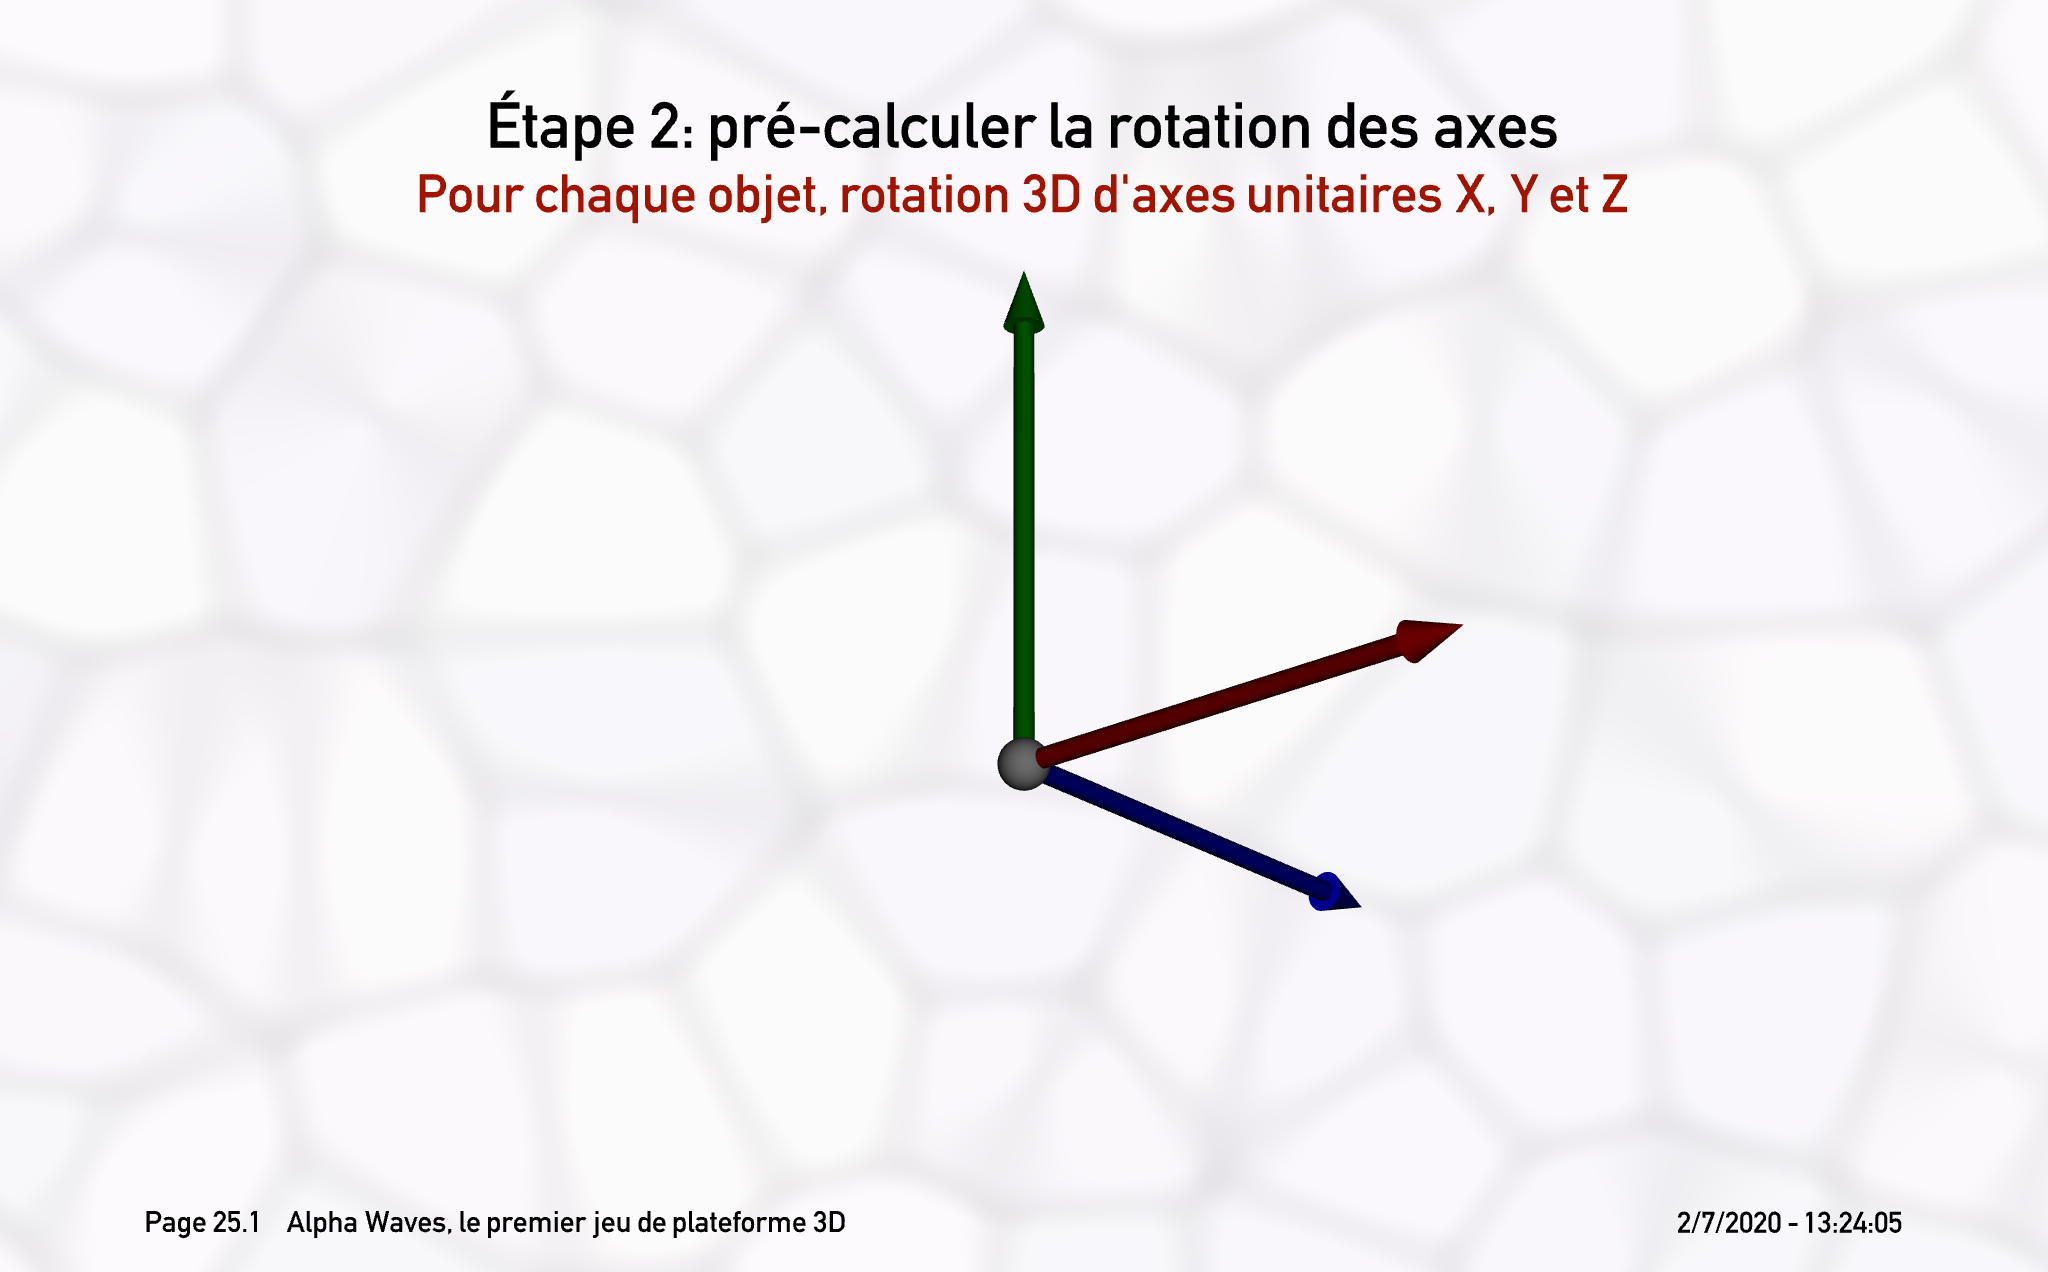 Étape 2: pré-calculer la rotation des axes
Pour chaque objet, rotation 3D d'axes unitaires X, Y et Z
Page 25.1 Alpha Waves, le premier jeu de plateforme 3D
2/7/2020 - 13:24:05